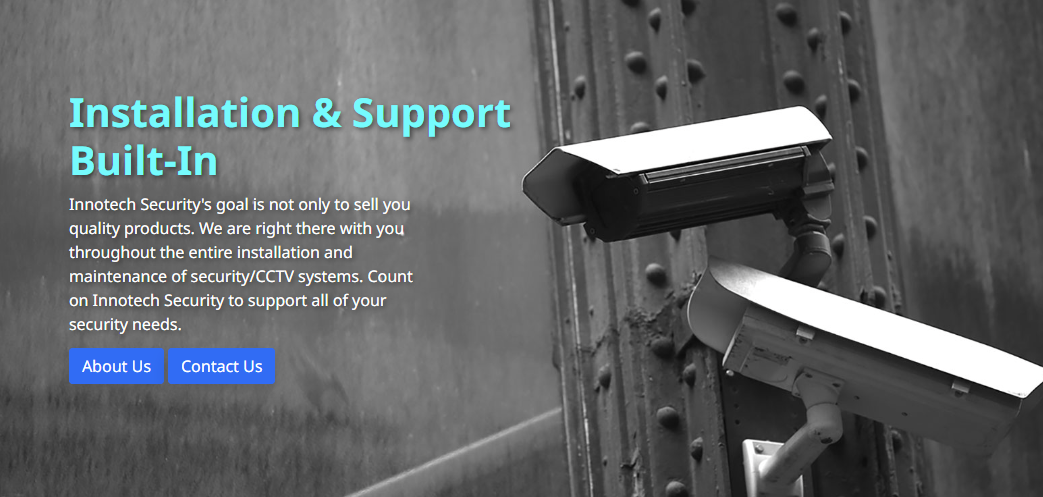 Installation & Support
Built-In
Innotech Security's goal is not only to sell you
quality products. We are right there with you
throughout the entire installation and
maintenance of security/CCTV systems. Count
on Innotech Security to support all of your
security needs.
About Us
Contact Us